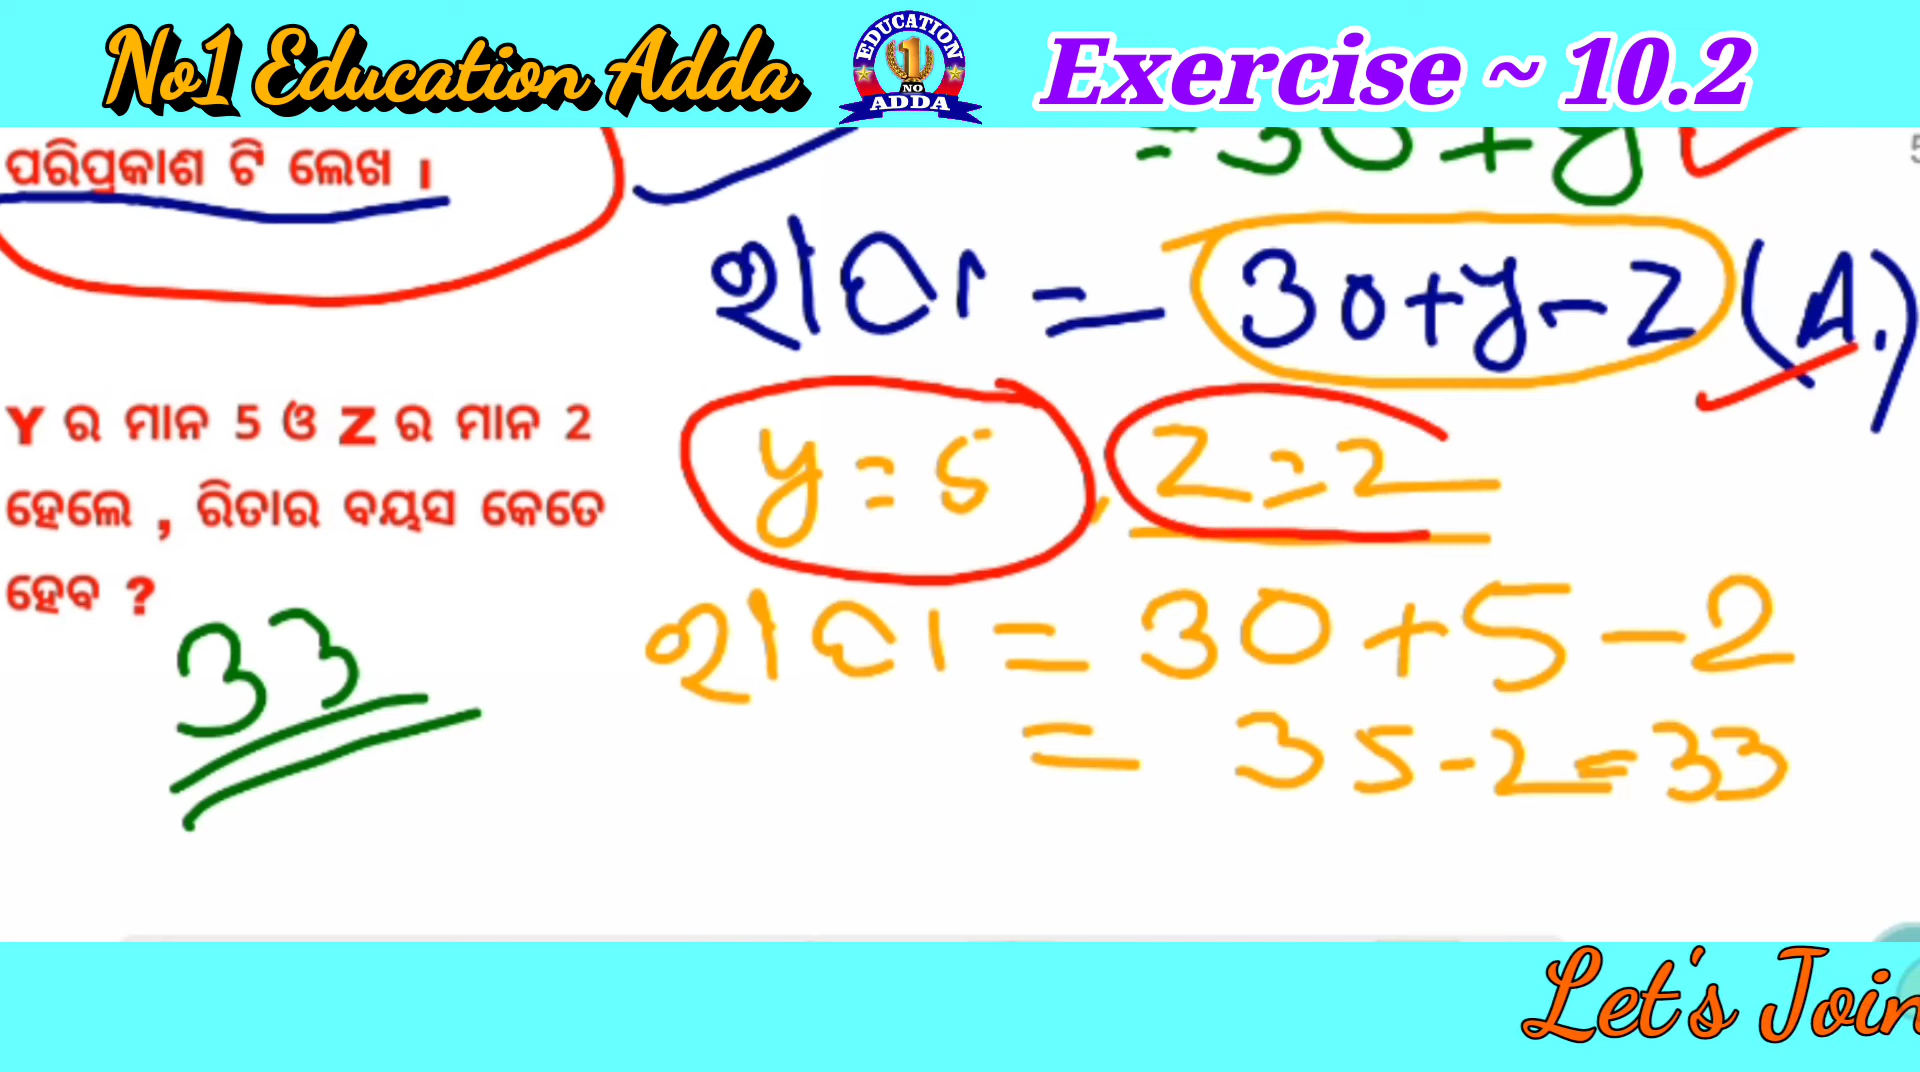 No1 Education Adda
EDUCATION
1
NO
ADDA
Exercise ~ 10.2
ପରିପ୍ରକାଶ ଟି ଲେଖ ।
= 30 + y
= 30+y-z (A.)
Y ର ମାନ 5 ଓ Z ର ମାନ 2
ହେଲେ , ରିତାର ବୟସ କେତେ
ହେବ ?
33
y = 5, z = 2
= 30 + 5 - 2
= 35 - 2 = 33
Let's Join